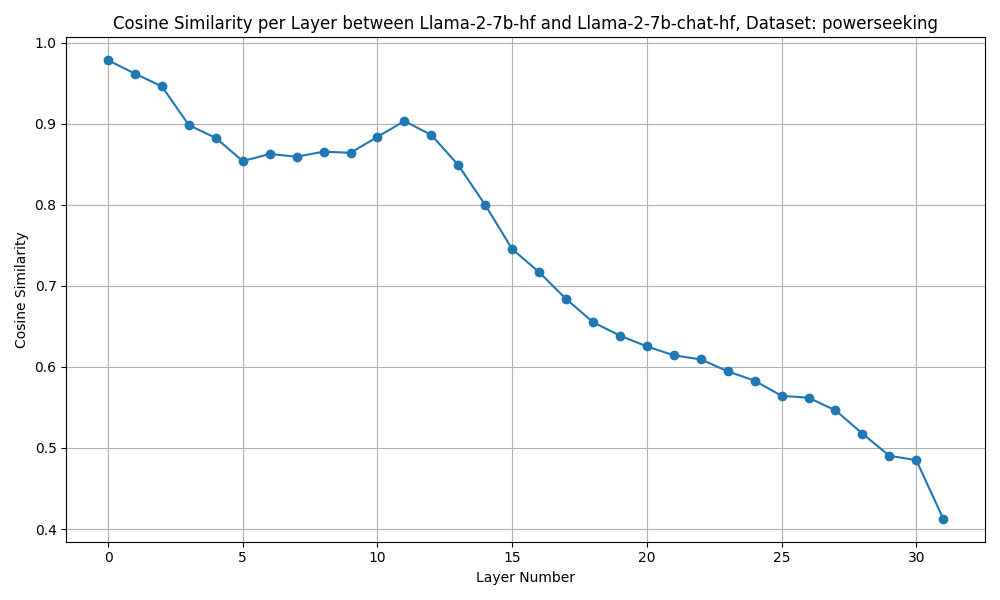 Cosine Similarity per Layer between Llama-2-7b-hf and Llama-2-7b-chat-hf, Dataset: powerseeking
1.0
0.9
0.8
0.7
0.6
0.5
0.4
Cosine Similarity
0 5 10 15 20 25 30
Layer Number